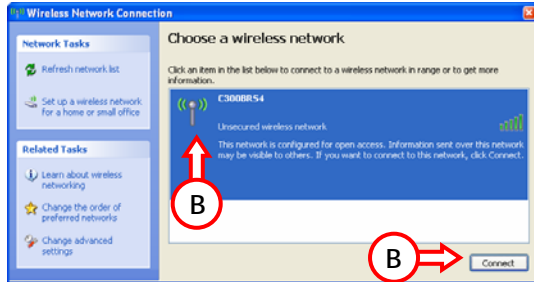 Wireless Network Connection
Network Tasks
Refresh network list
Set up a wireless network
for a home or small office
Related Tasks
Learn about wireless
networking
Change the order of
preferred networks
Change advanced
settings
Choose a wireless network
Click an item in the list below to connect to a wireless network in range or to get more
information.
C300BRS4
Unsecured wireless network
This network is configured for open access. Information sent over this network
may be visible to others. If you want to connect to this network, click Connect.
B
B
Connect